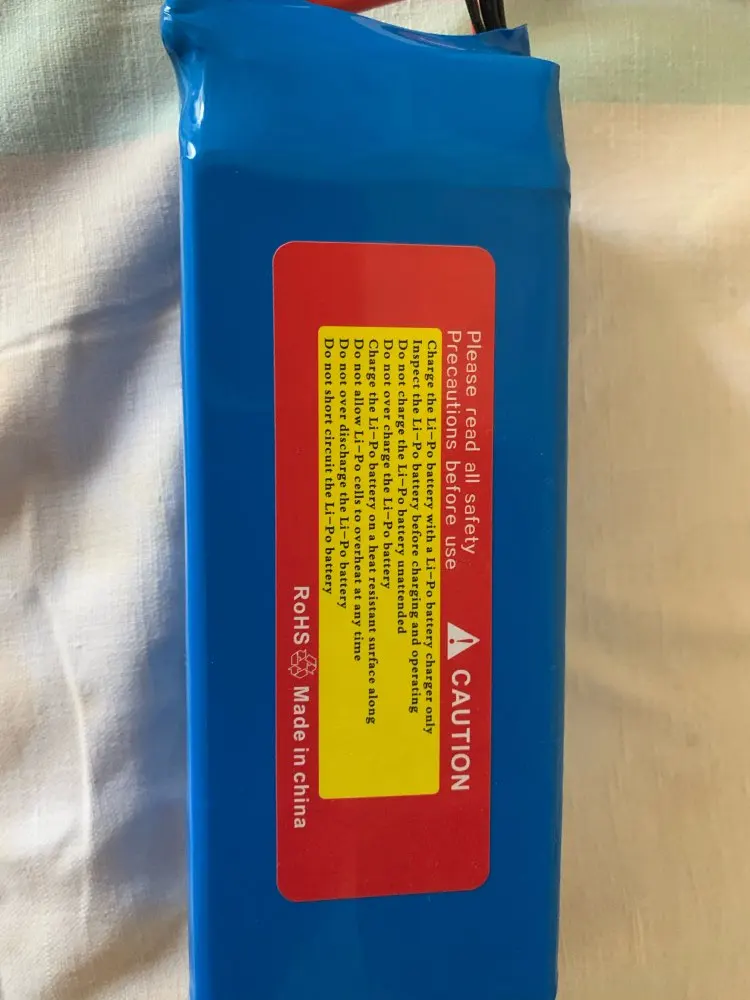 Please read all safety
Precautions before use
⚠ CAUTION
Charge the Li-Po battery with a Li-Po battery charger only
Inspect the Li-Po battery before charging and operating
Do not charge the Li-Po battery unattended
Do not over charge the Li-Po battery
Charge the Li-Po battery on a heat resistant surface along
Do not allow Li-Po cells to overheat at any time
Do not over discharge the Li-Po battery
Do not short circuit the Li-Po battery
RoHS Made in china